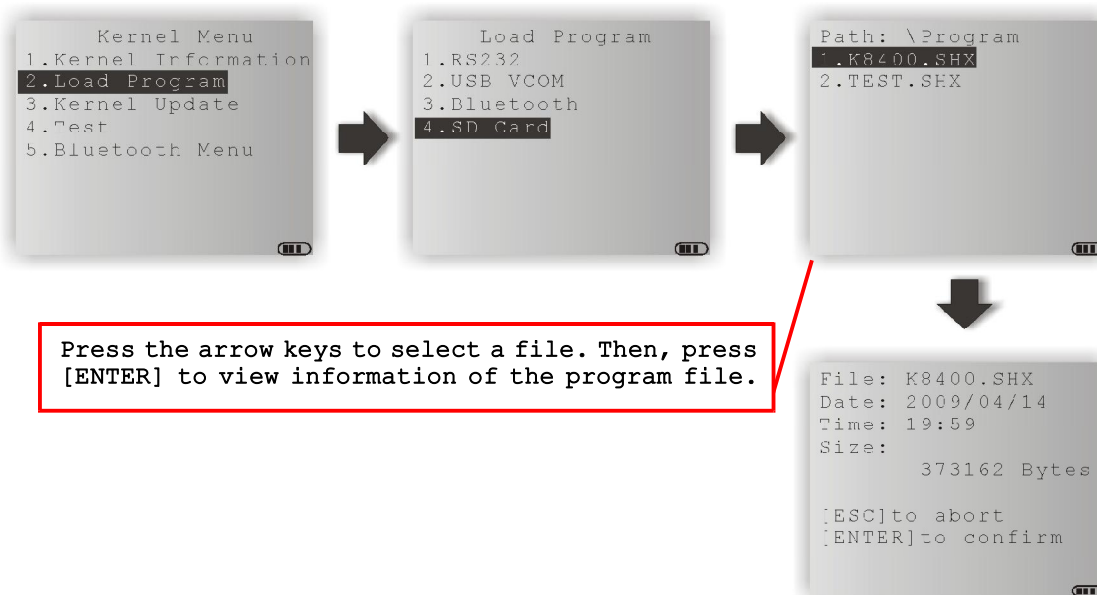 Kernel Menu
1.Kernel Information
2.Load Program
3.Kernel Update
4.Test
5.Bluetooth Menu
Load Program
1.RS232
2.USB VCOM
3.Bluetooth
4.SD Card
Path: \Program
1.K8400.SHX
2.TEST.SHX
Press the arrow keys to select a file. Then, press
[ENTER] to view information of the program file.
File: K8400.SHX
Date: 2009/04/14
Time: 19:59
Size:
373162 Bytes
[ESC]to abort
[ENTER]to confirm